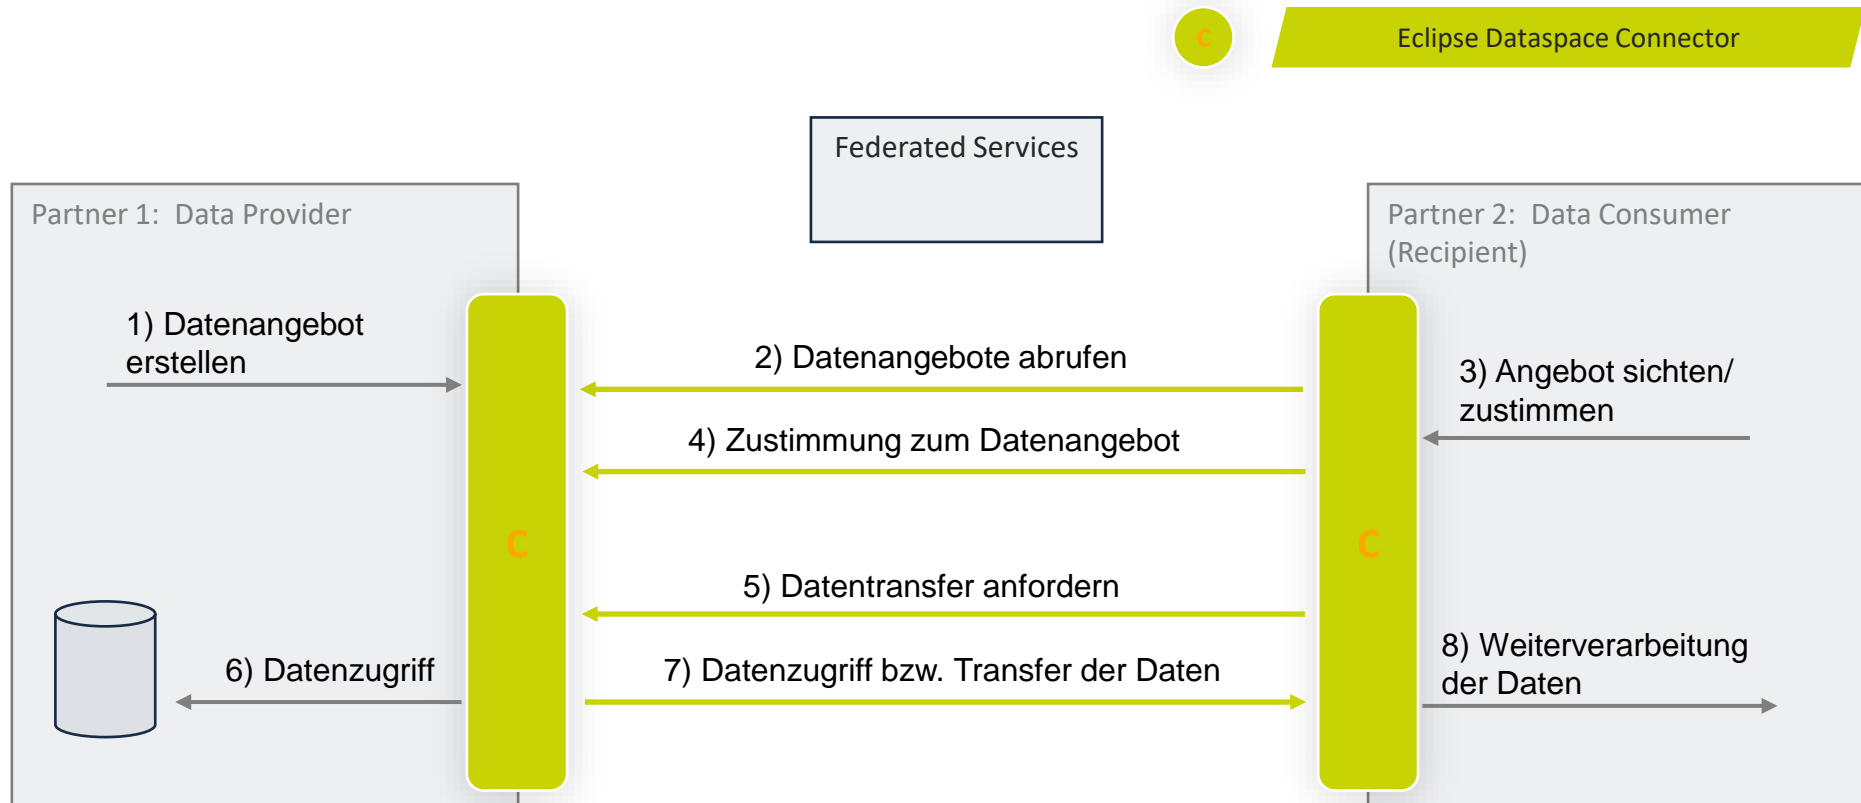 C
Eclipse Dataspace Connector
Federated Services
Partner 1:  Data Provider
Partner 2:  Data Consumer
(Recipient)
1) Datenangebot
erstellen
2) Datenangebote abrufen
3) Angebot sichten/
zustimmen
4) Zustimmung zum Datenangebot
C
C
5) Datentransfer anfordern
6) Datenzugriff
7) Datenzugriff bzw. Transfer der Daten
8) Weiterverarbeitung
der Daten